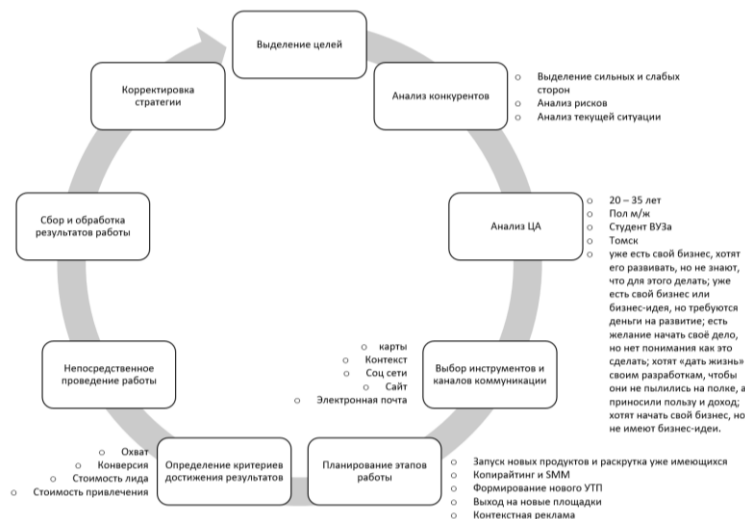 Выделение целей
Анализ конкурентов
o Выделение сильных и слабых
сторон
o Анализ рисков
o Анализ текущей ситуации
Анализ ЦА
o 20 – 35 лет
o Пол м/ж
o Студент ВУЗа
o Томск
o уже есть свой бизнес, хотят
его развивать, но не знают,
что для этого делать; уже
есть свой бизнес или
бизнес-идея, но требуются
деньги на развитие; есть
желание начать своё дело,
но нет понимания как это
сделать; хотят «дать жизнь»
своим разработкам, чтобы
они не пылились на полке, а
приносили пользу и доход;
хотят начать свой бизнес, но
не имеют бизнес-идеи.
Выбор инструментов и
каналов коммуникации
o карты
o Контекст
o Соц сети
o Сайт
o Электронная почта
Планирование этапов
работы
o Запуск новых продуктов и раскрутка уже имеющихся
o Копирайтинг и SMM
o Формирование нового УТП
o Выход на новые площадки
o Контекстная реклама
Определение критериев
достижения результатов
o Охват
o Конверсия
o Стоимость лида
o Стоимость привлечения
Непосредственное
проведение работы
Сбор и обработка
результатов работы
Корректировка
стратегии